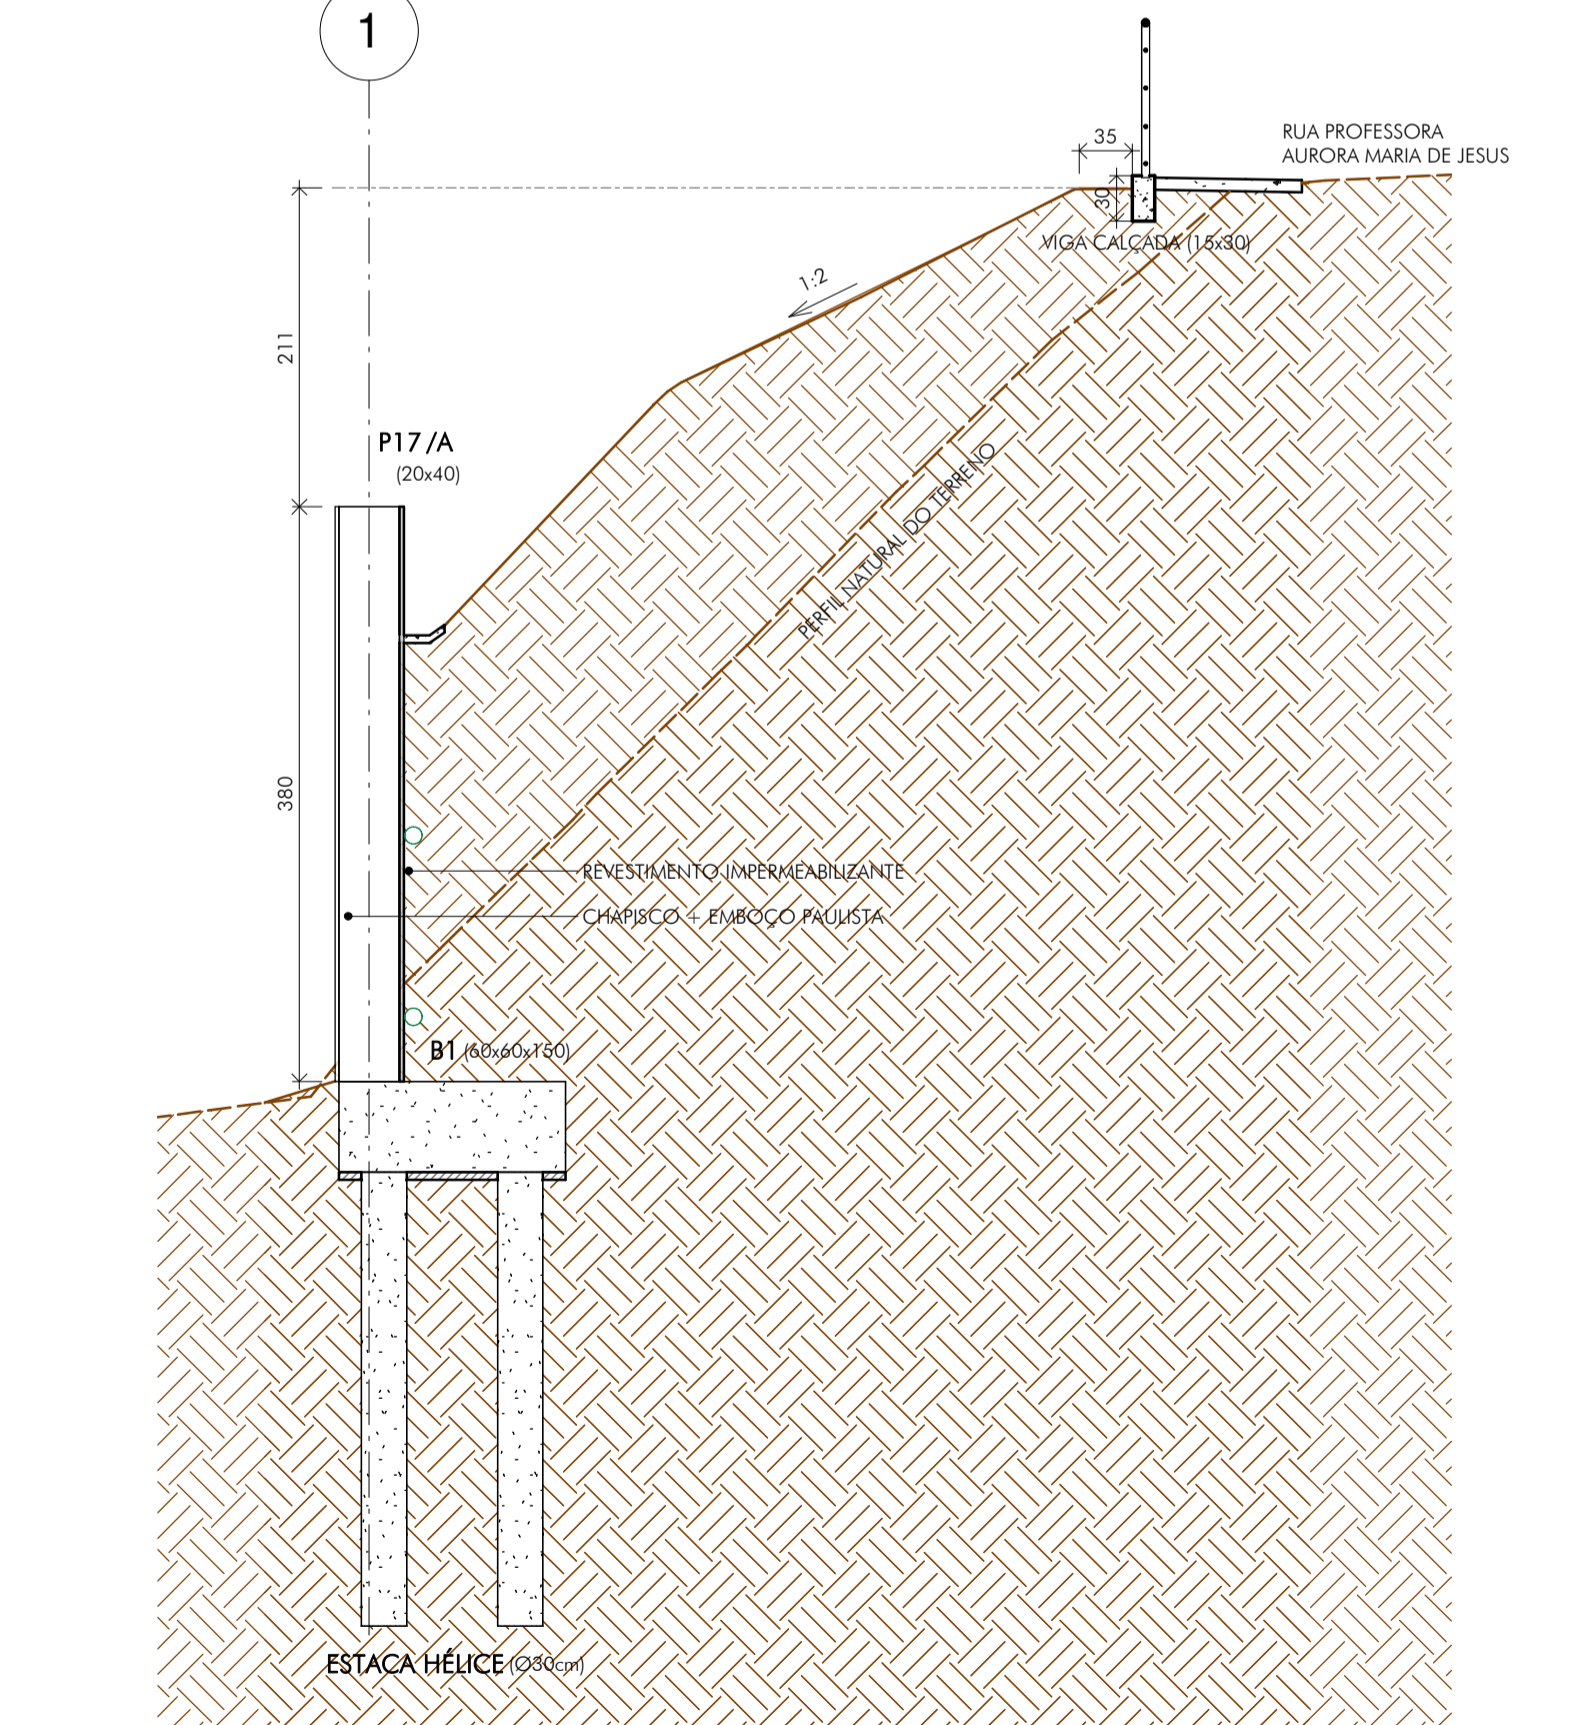 1
RUA PROFESSORA
AURORA MARIA DE JESUS
35
30
VIGA CALÇADA (15x30)
1:2
211
P17/A
(20x40)
PERFIL NATURAL DO TERRENO
380
REVESTIMENTO IMPERMEABILIZANTE
CHAPISCO + EMBOÇO PAULISTA
B1 (60x60x150)
ESTACA HÉLICE (Ø30cm)